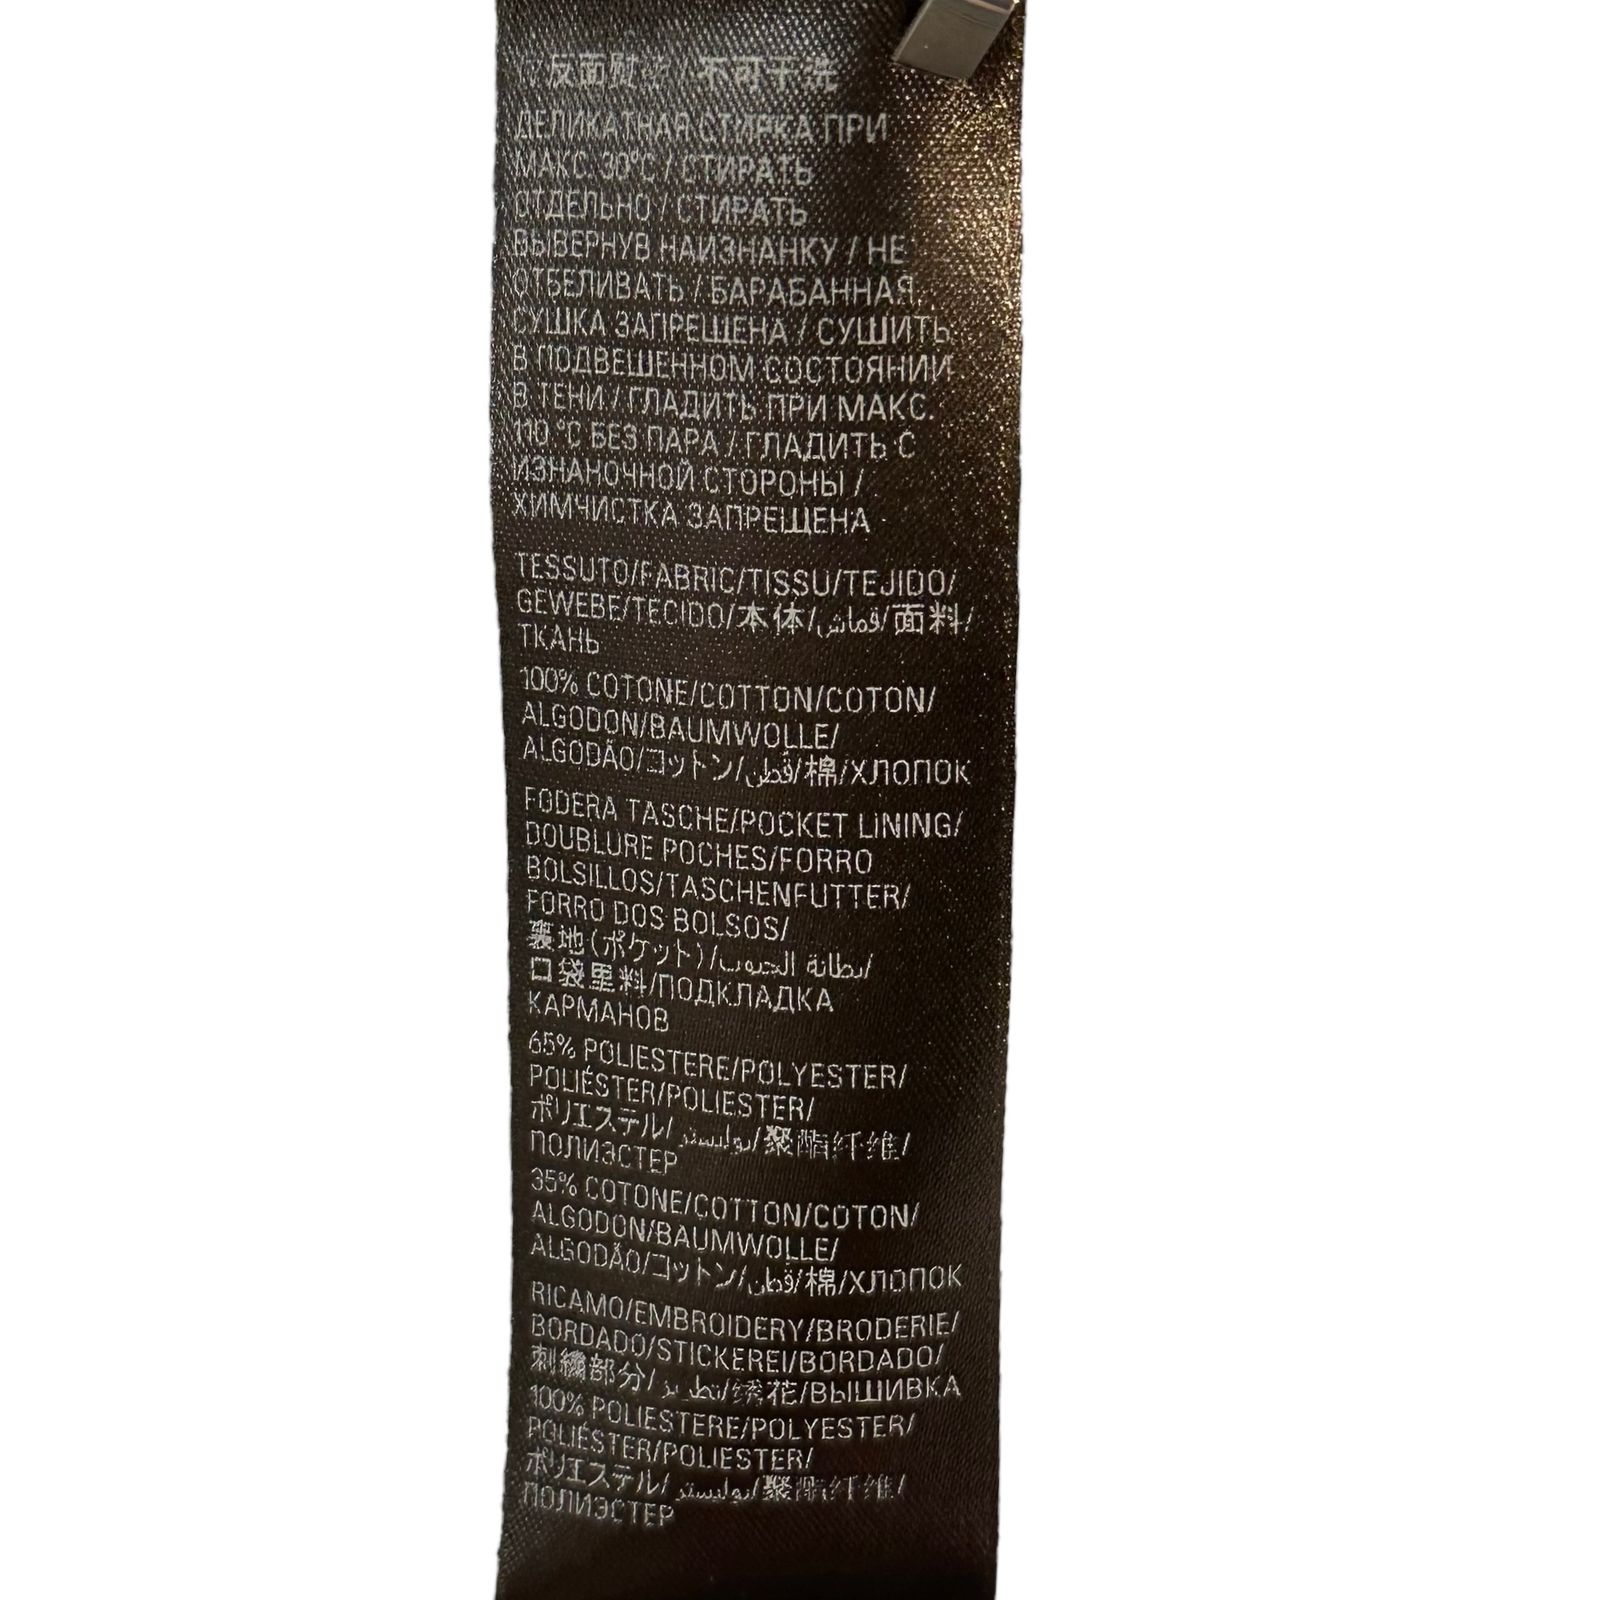 反面熨烫 / 不可干洗
ДЕЛИКАТНАЯ СТИРКА ПРИ
МАКС. 30°C / СТИРАТЬ
ОТДЕЛЬНО / СТИРАТЬ
ВЫВЕРНУВ НАИЗНАНКУ / НЕ
ОТБЕЛИВАТЬ / БАРАБАННАЯ
СУШКА ЗАПРЕЩЕНА / СУШИТЬ
В ПОДВЕШЕННОМ СОСТОЯНИИ
В ТЕНИ / ГЛАДИТЬ ПРИ МАКС.
110 °C БЕЗ ПАРА / ГЛАДИТЬ С
ИЗНАНОЧНОЙ СТОРОНЫ /
ХИМЧИСТКА ЗАПРЕЩЕНА
TESSUTO/FABRIC/TISSU/TEJIDO/
GEWEBE/TECIDO/本体/قماش/面料/
ТКАНЬ
100% COTONE/COTTON/COTON/
ALGODON/BAUMWOLLE/
ALGODÃO/コットン/قطن/棉/ХЛОПОК
FODERA TASCHE/POCKET LINING/
DOUBLURE POCHES/FORRO
BOLSILLOS/TASCHENFUTTER/
FORRO DOS BOLSOS/
裏地(ポケット)/بطانة الجيوب/
口袋里料/ПОДКЛАДКА
КАРМАНОВ
65% POLIESTERE/POLYESTER/
POLIÉSTER/POLIESTER/
ポリエステル/بوليستر/聚酯纤维/
ПОЛИЭСТЕР
35% COTONE/COTTON/COTON/
ALGODON/BAUMWOLLE/
ALGODÃO/コットン/قطن/棉/ХЛОПОК
RICAMO/EMBROIDERY/BRODERIE/
BORDADO/STICKEREI/BORDADO/
刺繍部分/تطريز/绣花/ВЫШИВКА
100% POLIESTERE/POLYESTER/
POLIÉSTER/POLIESTER/
ポリエステル/بوليستر/聚酯纤维/
ПОЛИЭСТЕР